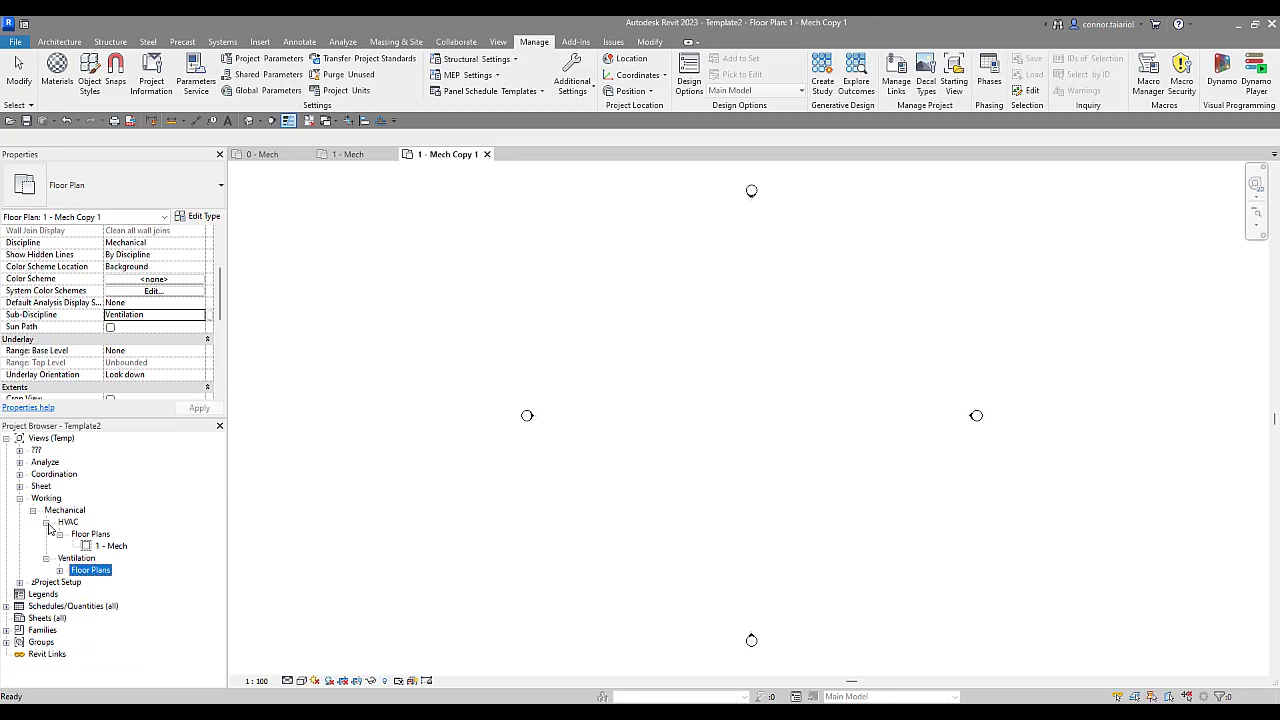 Autodesk Revit 2023 - Template2 - Floor Plan: 1 - Mech Copy 1
connor.taiariol
File Architecture Structure Steel Precast Systems Insert Annotate Analyze Massing & Site Collaborate View Manage Add-Ins Issues Modify
Modify
Select
Materials
Object Styles
Snaps
Project Information
Parameters Service
Project Parameters
Shared Parameters
Global Parameters
Transfer Project Standards
Purge Unused
Project Units
Settings
Structural Settings
MEP Settings
Panel Schedule Templates
Additional Settings
Location
Coordinates
Position
Project Location
Design Options
Add to Set
Pick to Edit
Main Model
Design Options
Create Study
Explore Outcomes
Generative Design
Manage Links
Decal Types
Starting View
Manage Project
Phases
Phasing
Save
Load
Edit
Selection
IDs of Selection
Select by ID
Warnings
Inquiry
Macro Manager
Macro Security
Macros
Dynamo
Dynamo Player
Visual Programming
Properties
0 - Mech
1 - Mech
1 - Mech Copy 1
Floor Plan
Floor Plan: 1 - Mech Copy 1 Edit Type
Wall Join Display Clean all wall joins
Discipline Mechanical
Show Hidden Lines By Discipline
Color Scheme Location Background
Color Scheme <none>
System Color Schemes Edit...
Default Analysis Display S... None
Sub-Discipline Ventilation
Sun Path
Underlay
Range: Base Level None
Range: Top Level Unbounded
Underlay Orientation Look down
Extents
Properties help Apply
Project Browser - Template2
Views (Temp)
???
Analyze
Coordination
Sheet
Working
Mechanical
HVAC
Floor Plans
1 - Mech
Ventilation
Floor Plans
zProject Setup
Legends
Schedules/Quantities (all)
Sheets (all)
Families
Groups
Revit Links
1 : 100
Ready
:0 Main Model :0